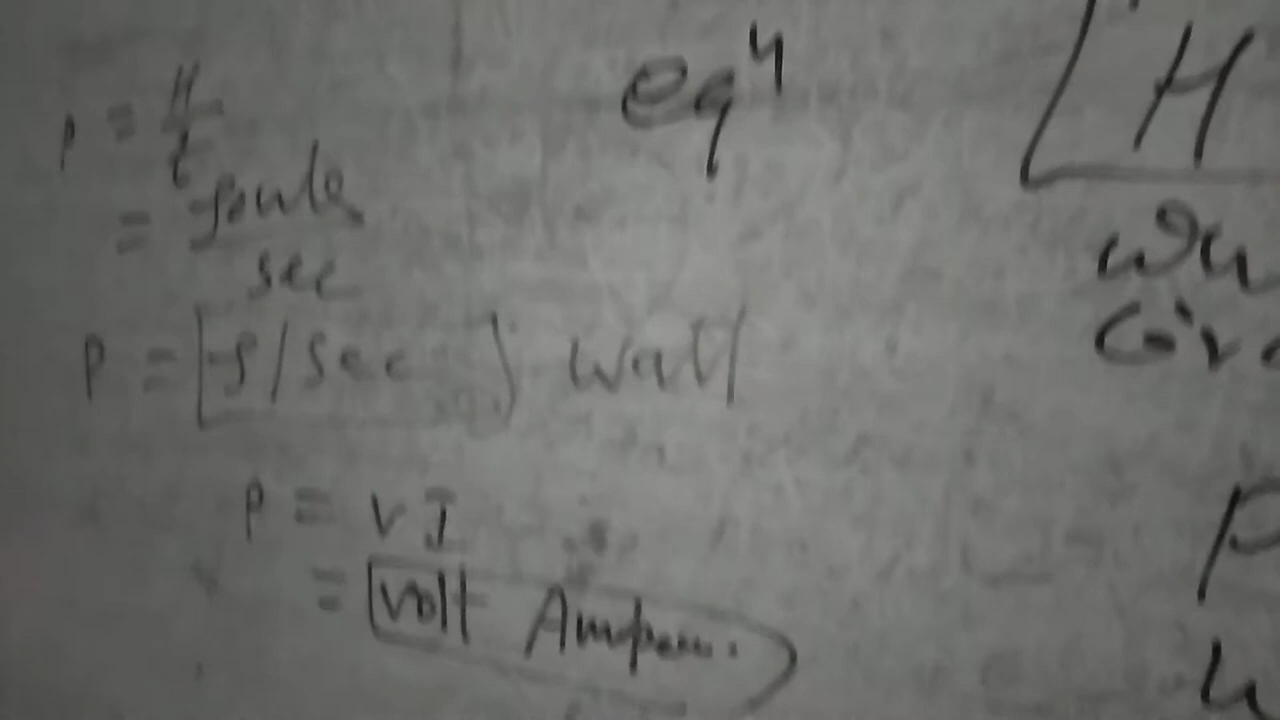 eqⁿ
P = H/t
= Joule/sec
P = [J/sec] watt
P = VI
= volt Ampere.
H
P